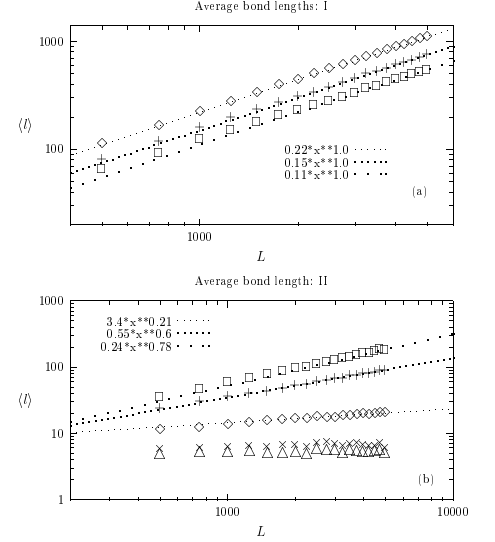 Average bond lengths: I
1000
⟨l⟩
100
0.22*x**1.0
0.15*x**1.0
0.11*x**1.0
(a)
1000
L
Average bond length: II
1000
3.4*x**0.21
0.55*x**0.6
0.24*x**0.78
100
⟨l⟩
10
(b)
1
1000
10000
L